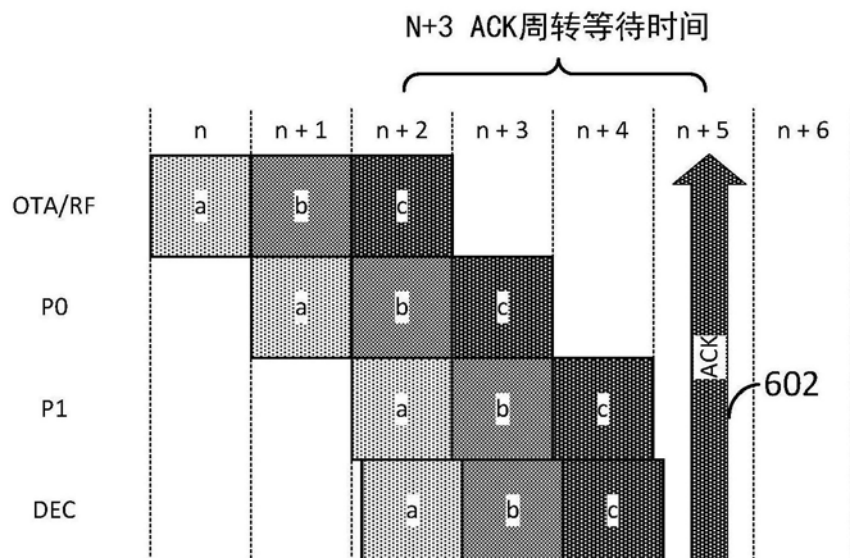 N+3 ACK周转等待时间
n n + 1 n + 2 n + 3 n + 4 n + 5 n + 6
OTA/RF a b c
P0 a b c
P1 a b c
ACK
602
DEC a b c